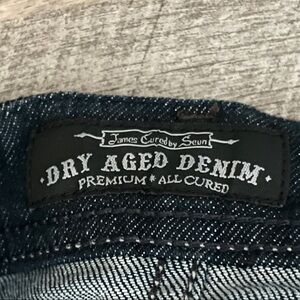 James Cured by Seun
· DRY AGED DENIM ·
PREMIUM * ALL CURED